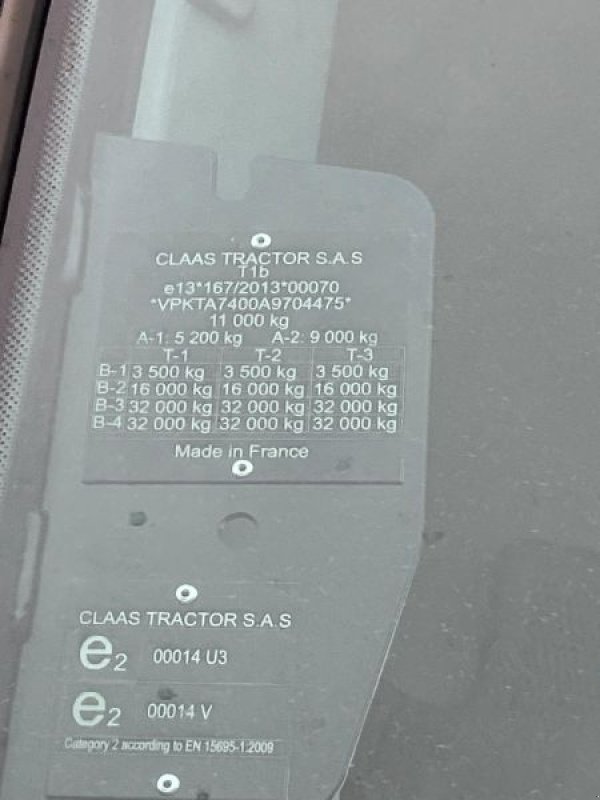 CLAAS TRACTOR S.A.S
T1b
e13*167/2013*00070
*VPKTA7400A9704475*
11 000 kg
A-1: 5 200 kg A-2: 9 000 kg
T-1 T-2 T-3
B-1 3 500 kg 3 500 kg 3 500 kg
B-2 16 000 kg 16 000 kg 16 000 kg
B-3 32 000 kg 32 000 kg 32 000 kg
B-4 32 000 kg 32 000 kg 32 000 kg
Made in France
CLAAS TRACTOR S.A.S
e2 00014 U3
e2 00014 V
Category 2 according to EN 15695-1:2009